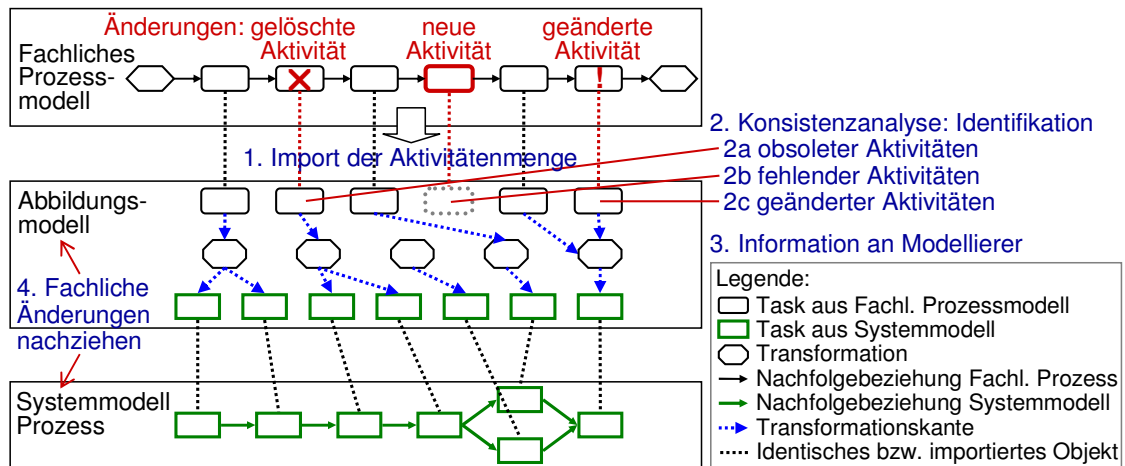 Änderungen: gelöschte Aktivität
neue Aktivität
geänderte Aktivität
Fachliches
Prozess-
modell
!
1. Import der Aktivitätenmenge
2. Konsistenzanalyse: Identifikation
2a obsoleter Aktivitäten
2b fehlender Aktivitäten
2c geänderter Aktivitäten
Abbildungs-
modell
3. Information an Modellierer
4. Fachliche
Änderungen
nachziehen
Systemmodell
Prozess
Legende:
Task aus Fachl. Prozessmodell
Task aus Systemmodell
Transformation
Nachfolgebeziehung Fachl. Prozess
Nachfolgebeziehung Systemmodell
Transformationskante
Identisches bzw. importiertes Objekt